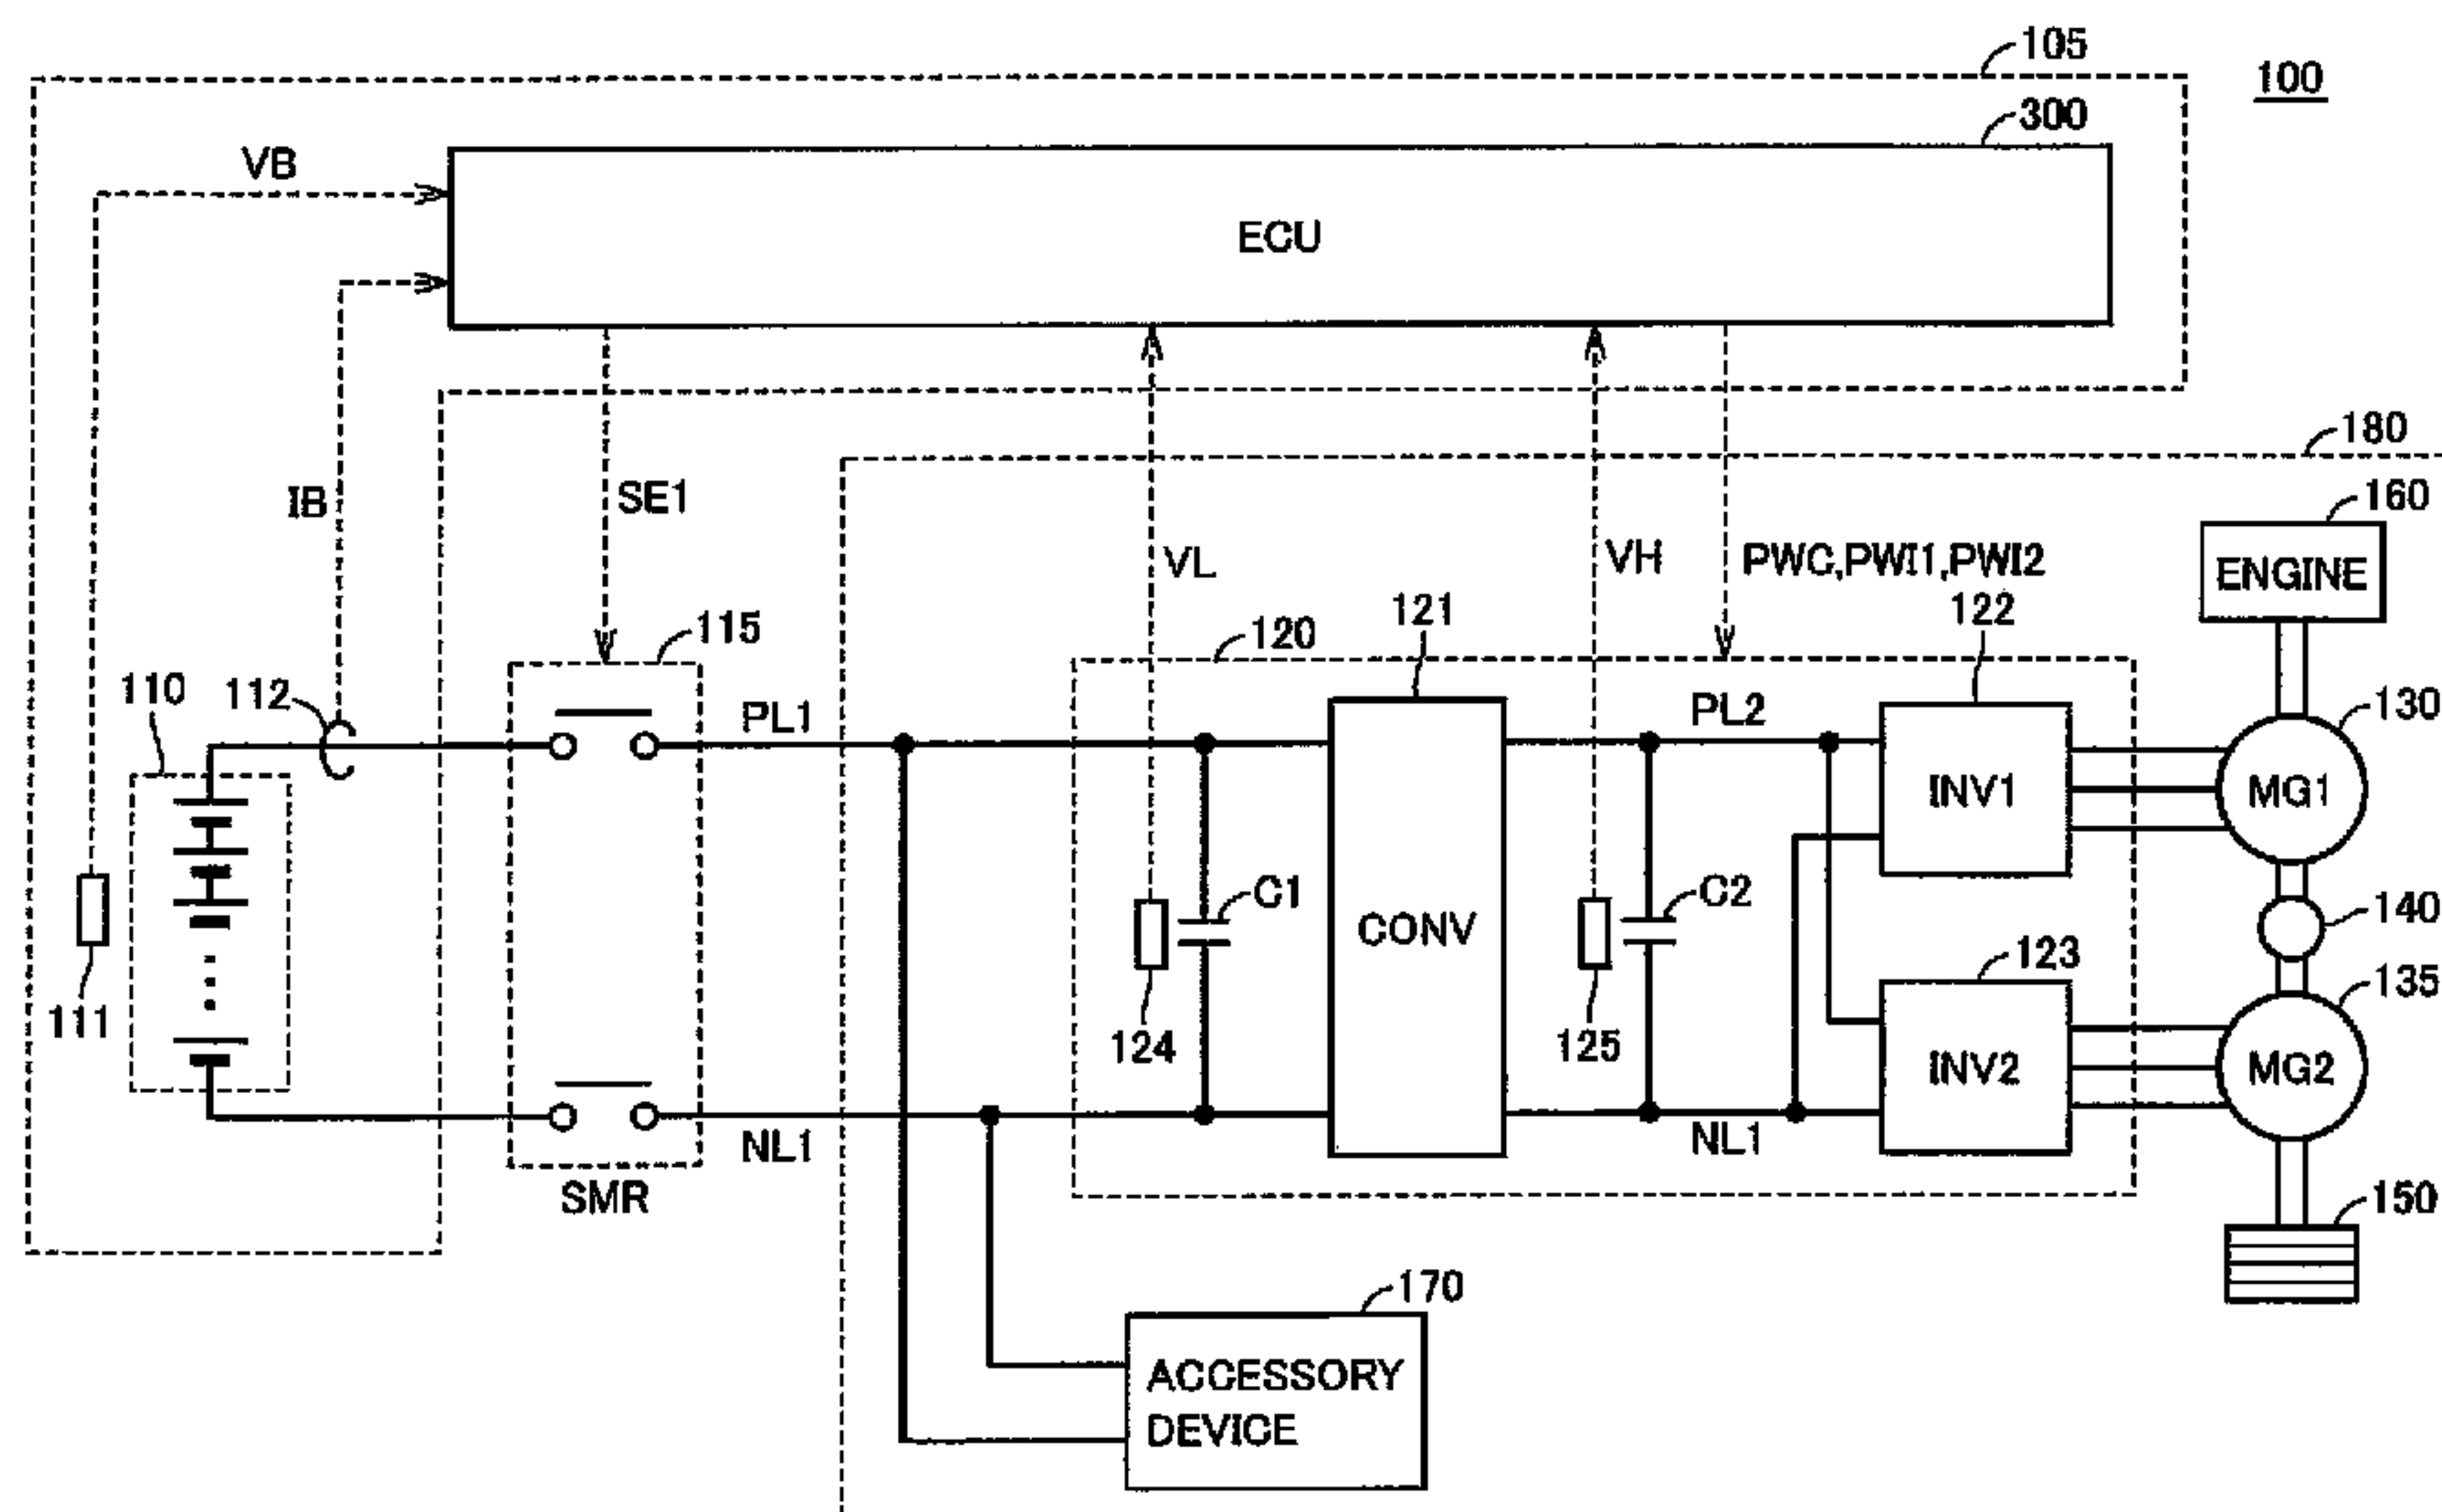 105
100
300
VB
ECU
180
160
IB
SE1
VL
VH
PWC,PWI1,PWI2
ENGINE
121
122
115
120
110
112
PL1
PL2
130
INV1
MG1
C1
C2
140
CONV
123
135
111
124
125
INV2
MG2
NL1
NL1
SMR
150
170
ACCESSORY
DEVICE